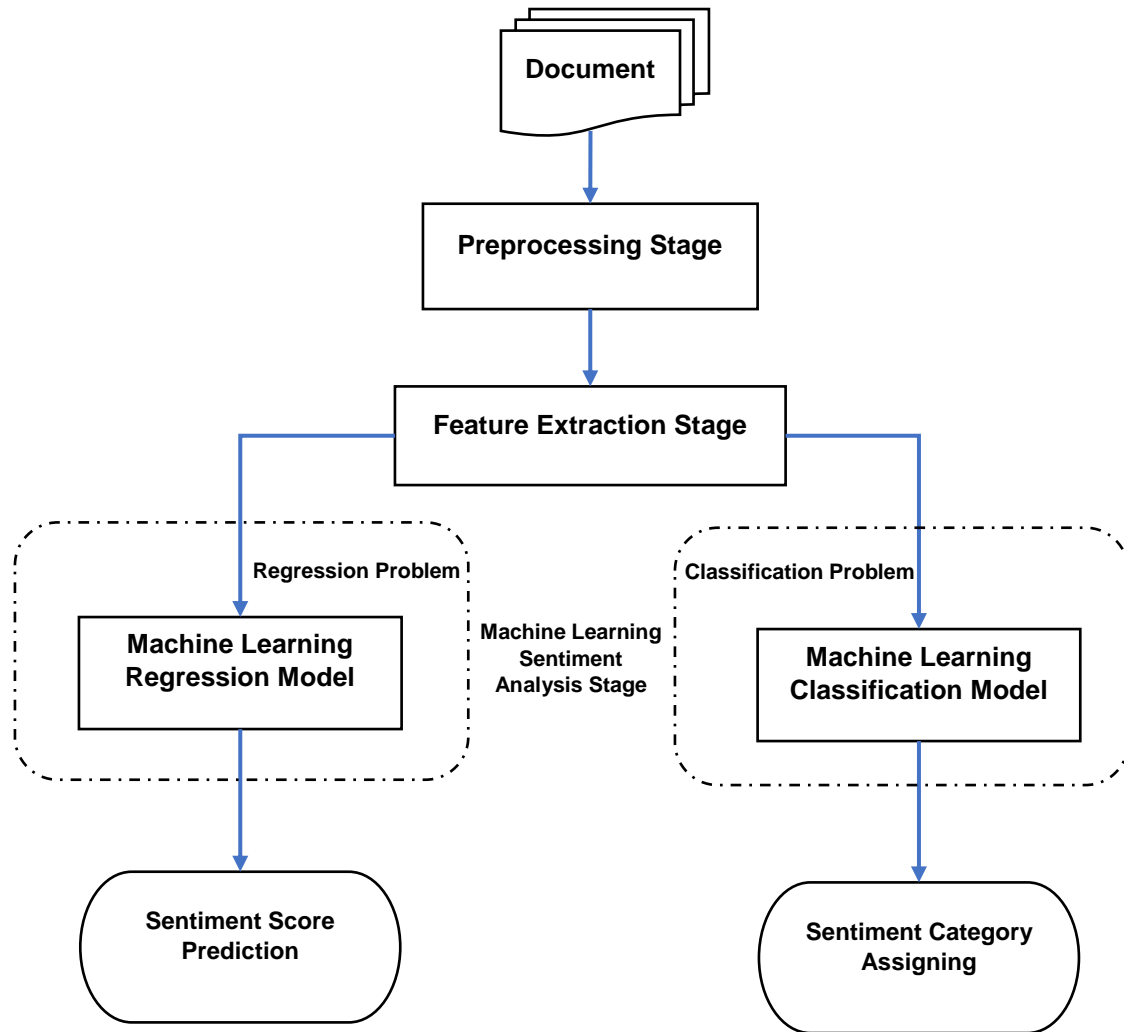 Document
Preprocessing Stage
Feature Extraction Stage
Regression Problem
Classification Problem
Machine Learning
Regression Model
Machine Learning
Sentiment
Analysis Stage
Machine Learning
Classification Model
Sentiment Score
Prediction
Sentiment Category
Assigning